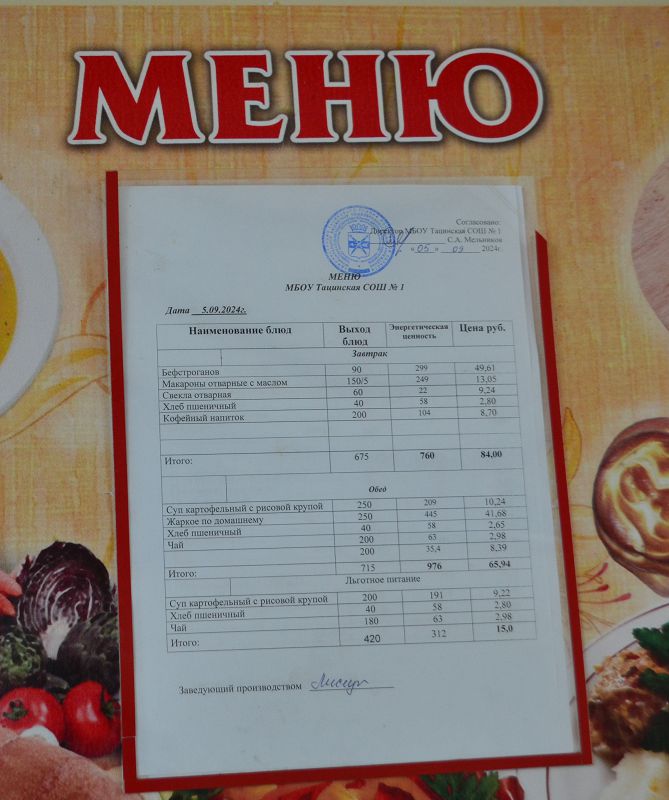 МЕНЮ
Согласовано:
Директор МБОУ Тацинская СОШ № 1
С.А. Мельников
« 05 » 09 2024г.
МЕНЮ
МБОУ Тацинская СОШ № 1
Дата 5.09.2024г.
Наименование блюд Выход блюд Энергетическая ценность Цена руб.
Завтрак
Бефстроганов 90 299 49,61
Макароны отварные с маслом 150/5 249 13,05
Свекла отварная 60 22 9,24
Хлеб пшеничный 40 58 2,80
Кофейный напиток 200 104 8,70
Итого: 675 760 84,00
Обед
Суп картофельный с рисовой крупой 250 209 10,24
Жаркое по домашнему 250 445 41,68
Хлеб пшеничный 40 58 2,65
Чай 200 63 2,98
200 35,4 8,39
Итого: 715 976 65,94
Льготное питание
Суп картофельный с рисовой крупой 200 191 9,22
Хлеб пшеничный 40 58 2,80
Чай 180 63 2,98
Итого: 420 312 15,0
Заведующий производством